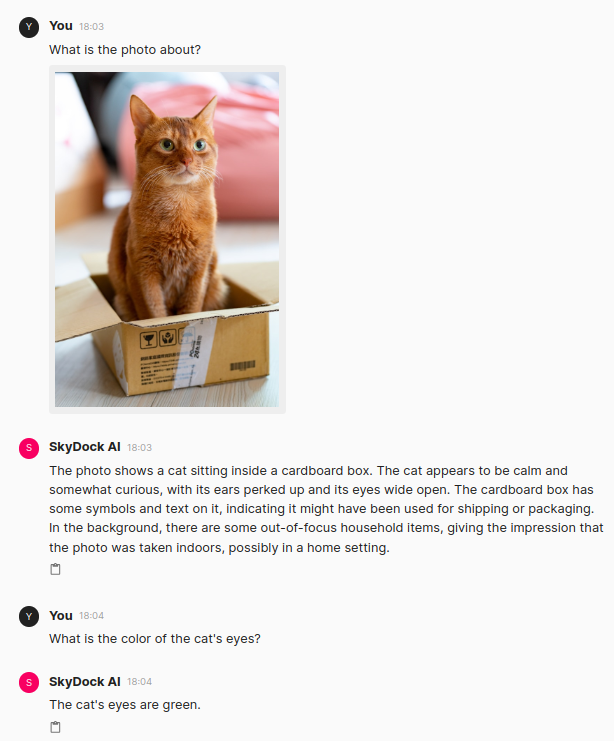 Y
You 18:03
What is the photo about?
S
SkyDock AI 18:03
The photo shows a cat sitting inside a cardboard box. The cat appears to be calm and
somewhat curious, with its ears perked up and its eyes wide open. The cardboard box has
some symbols and text on it, indicating it might have been used for shipping or packaging.
In the background, there are some out-of-focus household items, giving the impression that
the photo was taken indoors, possibly in a home setting.
Y
You 18:04
What is the color of the cat's eyes?
S
SkyDock AI 18:04
The cat's eyes are green.